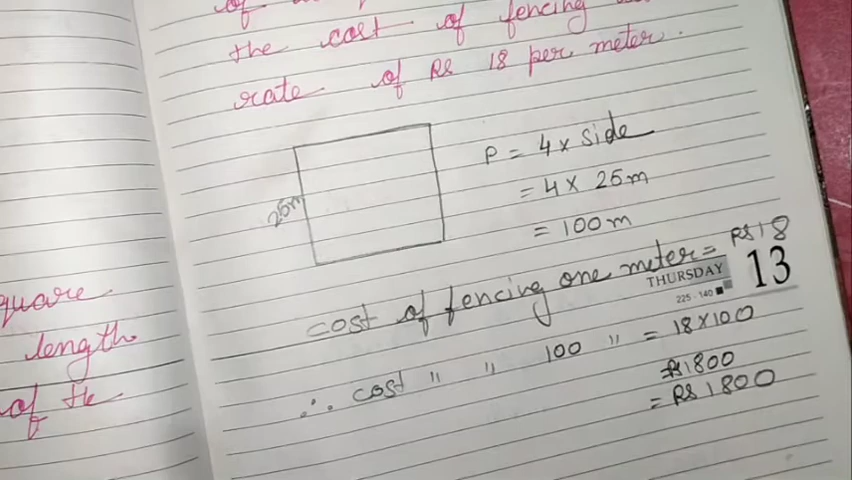 of
the cost of fencing
rate of Rs 18 per meter.
25m
P = 4 × side
= 4 × 25m
= 100 m
cost of fencing one meter = Rs 18
THURSDAY 13
225 - 140
∴ cost " " 100 " = 18×100
Rs1800
= Rs 1800
quare
length
of the